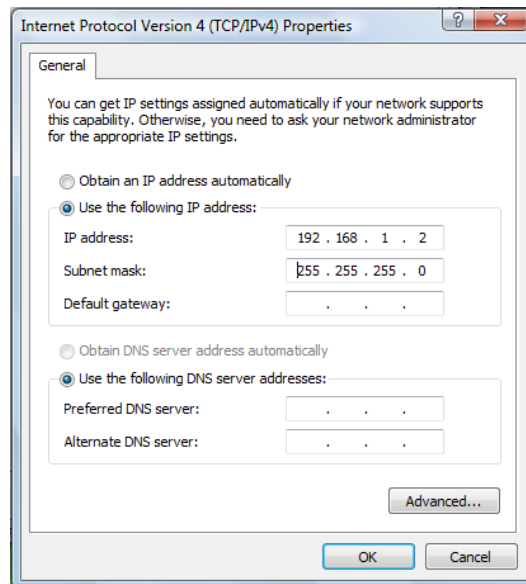 Internet Protocol Version 4 (TCP/IPv4) Properties
General
You can get IP settings assigned automatically if your network supports
this capability. Otherwise, you need to ask your network administrator
for the appropriate IP settings.
Obtain an IP address automatically
Use the following IP address:
IP address: 192 . 168 . 1 . 2
Subnet mask: 255 . 255 . 255 . 0
Default gateway: . . .
Obtain DNS server address automatically
Use the following DNS server addresses:
Preferred DNS server: . . .
Alternate DNS server: . . .
Advanced...
OK Cancel